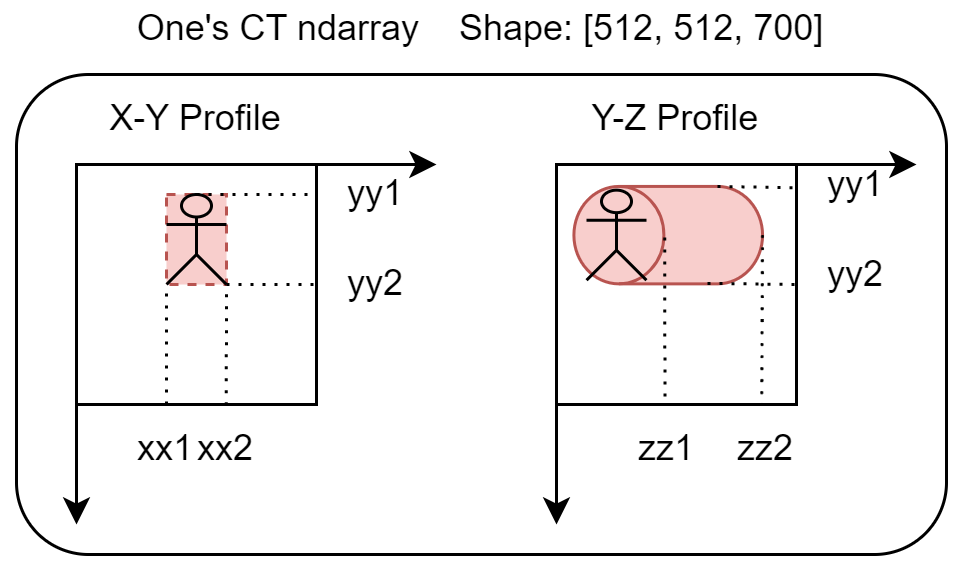 One's CT ndarray Shape: [512, 512, 700]
X-Y Profile
Y-Z Profile
yy1
yy2
xx1 xx2
yy1
yy2
zz1 zz2